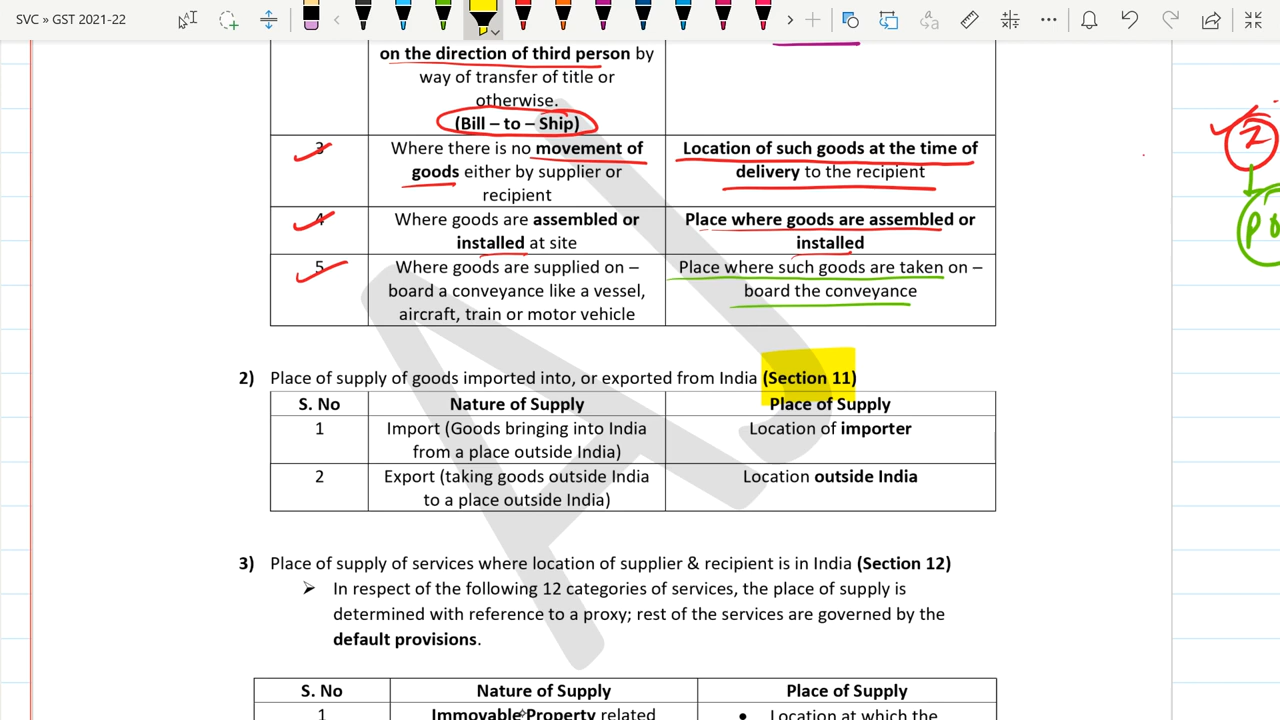 SVC » GST 2021-22
on the direction of third person by
way of transfer of title or
otherwise.
(Bill – to – Ship)
3
Where there is no movement of
goods either by supplier or
recipient
Location of such goods at the time of
delivery to the recipient
4
Where goods are assembled or
installed at site
Place where goods are assembled or
installed
5
Where goods are supplied on –
board a conveyance like a vessel,
aircraft, train or motor vehicle
Place where such goods are taken on –
board the conveyance
2) Place of supply of goods imported into, or exported from India (Section 11)
S. No Nature of Supply Place of Supply
1
Import (Goods bringing into India
from a place outside India)
Location of importer
2
Export (taking goods outside India
to a place outside India)
Location outside India
3) Place of supply of services where location of supplier & recipient is in India (Section 12)
➢ In respect of the following 12 categories of services, the place of supply is
determined with reference to a proxy; rest of the services are governed by the
default provisions.
S. No Nature of Supply Place of Supply
1 Immovable Property related • Location at which the
AJ